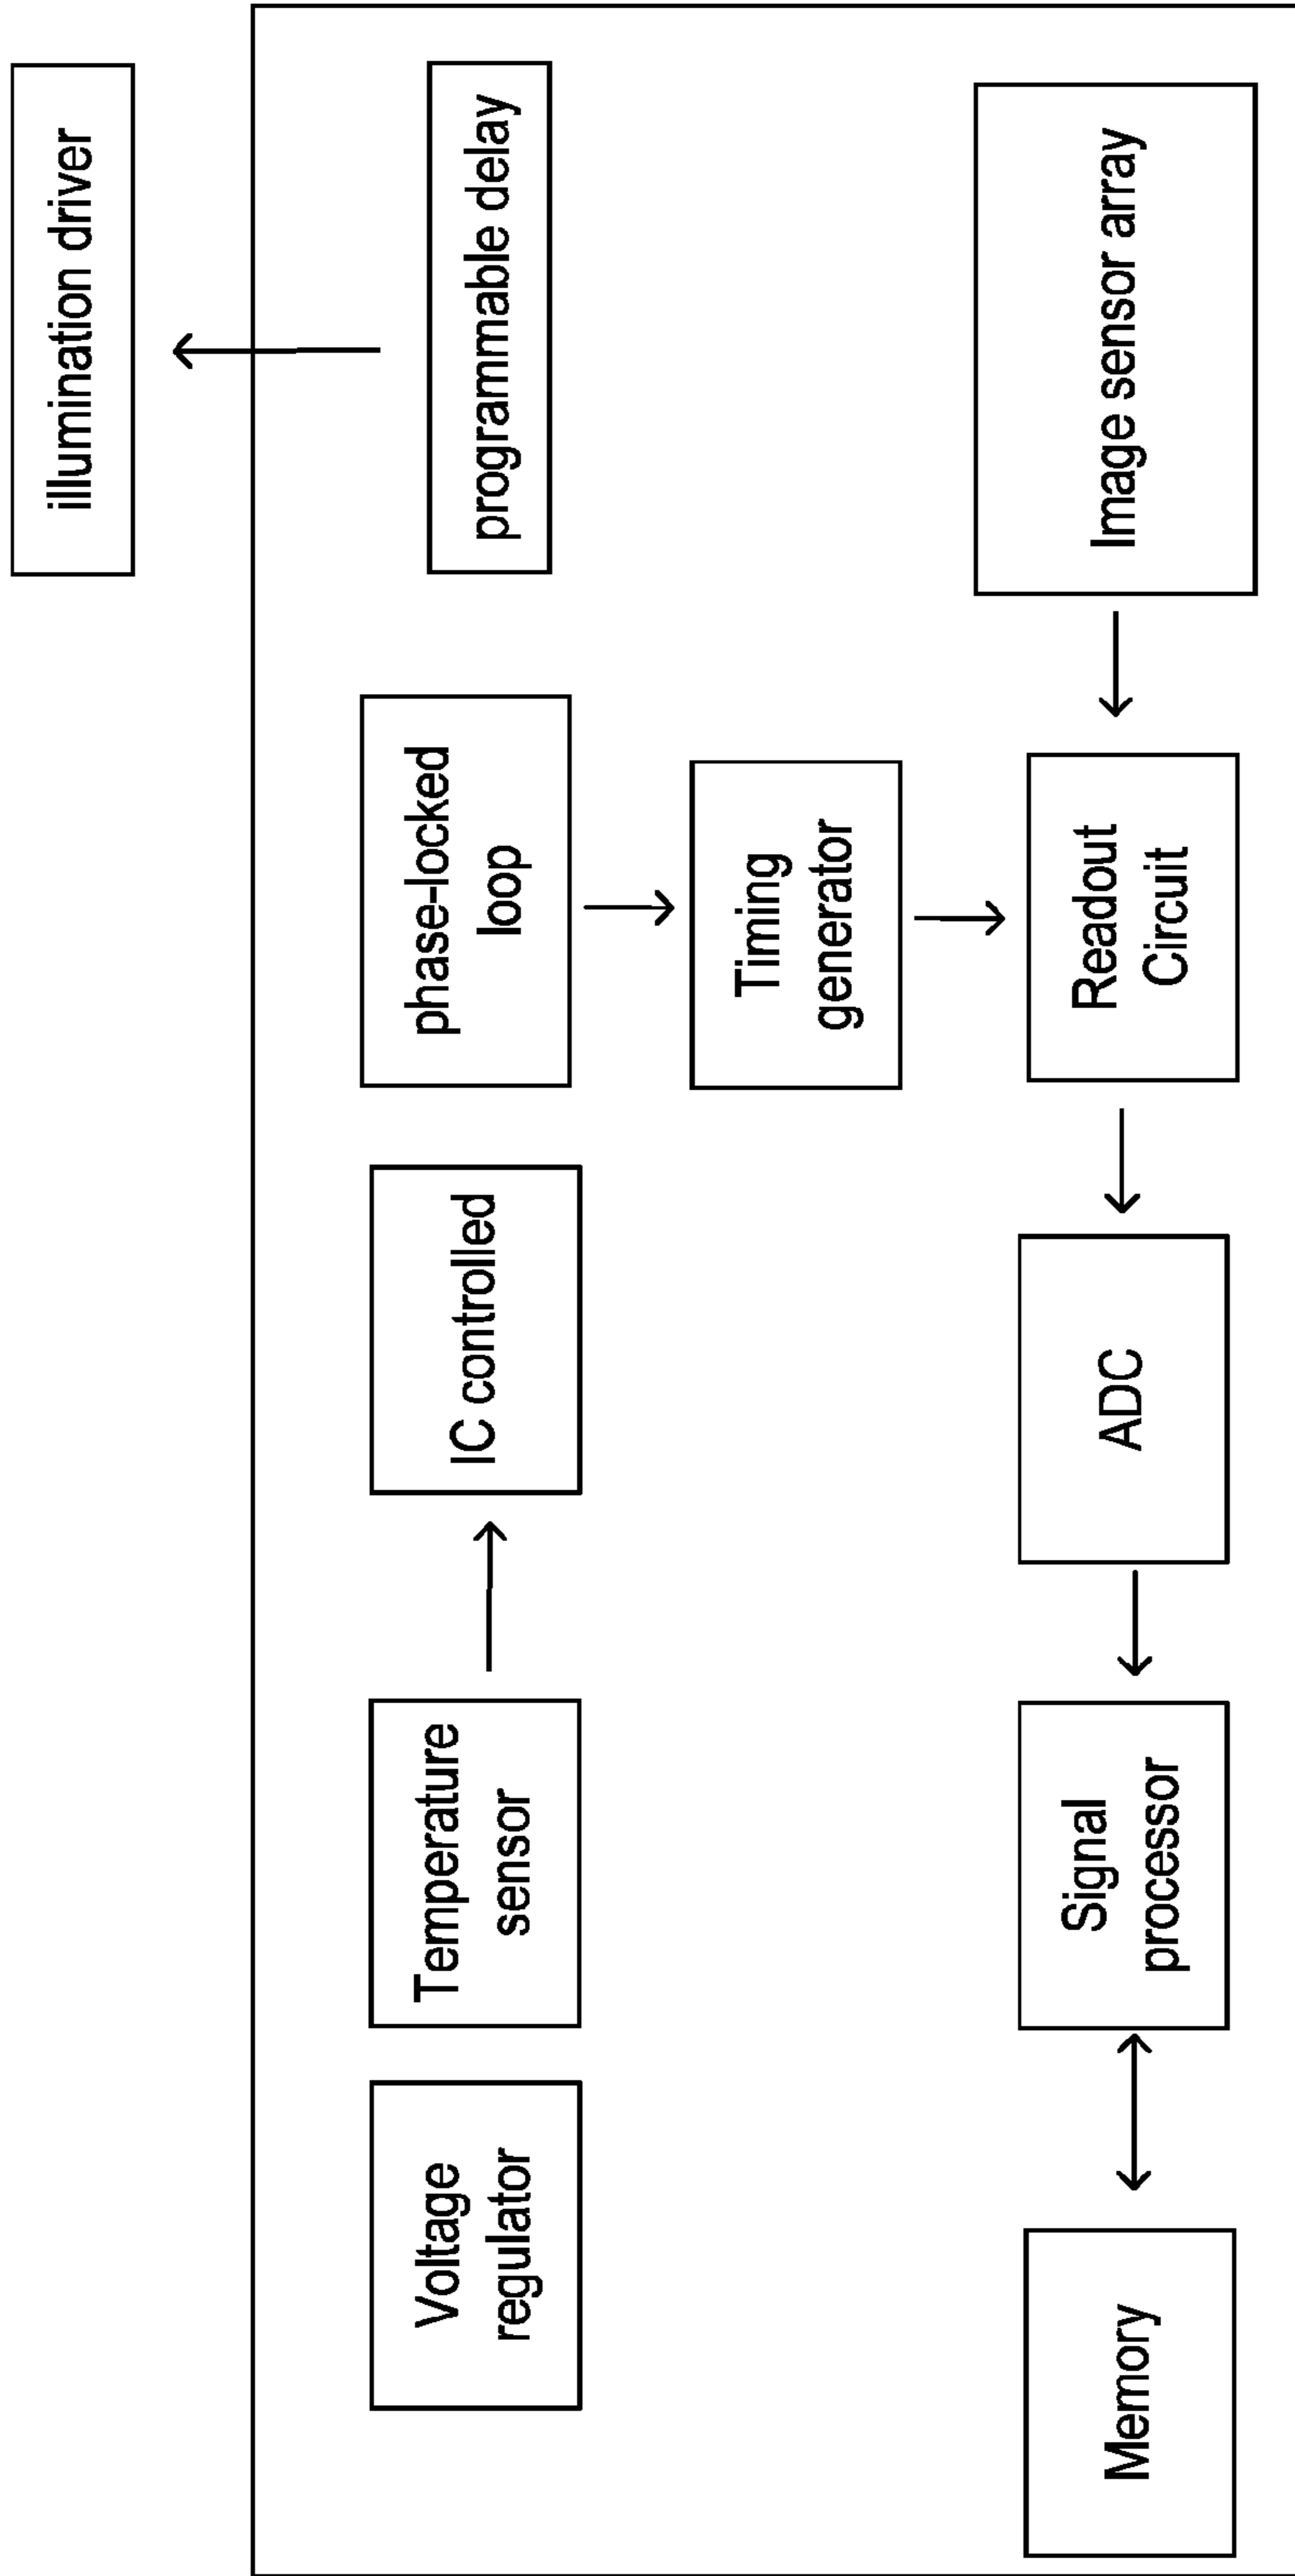 illumination driver
Voltage
regulator
Temperature
sensor
IC controlled
phase-locked
loop
programmable delay
Timing
generator
Memory
Signal
processor
ADC
Readout
Circuit
Image sensor array